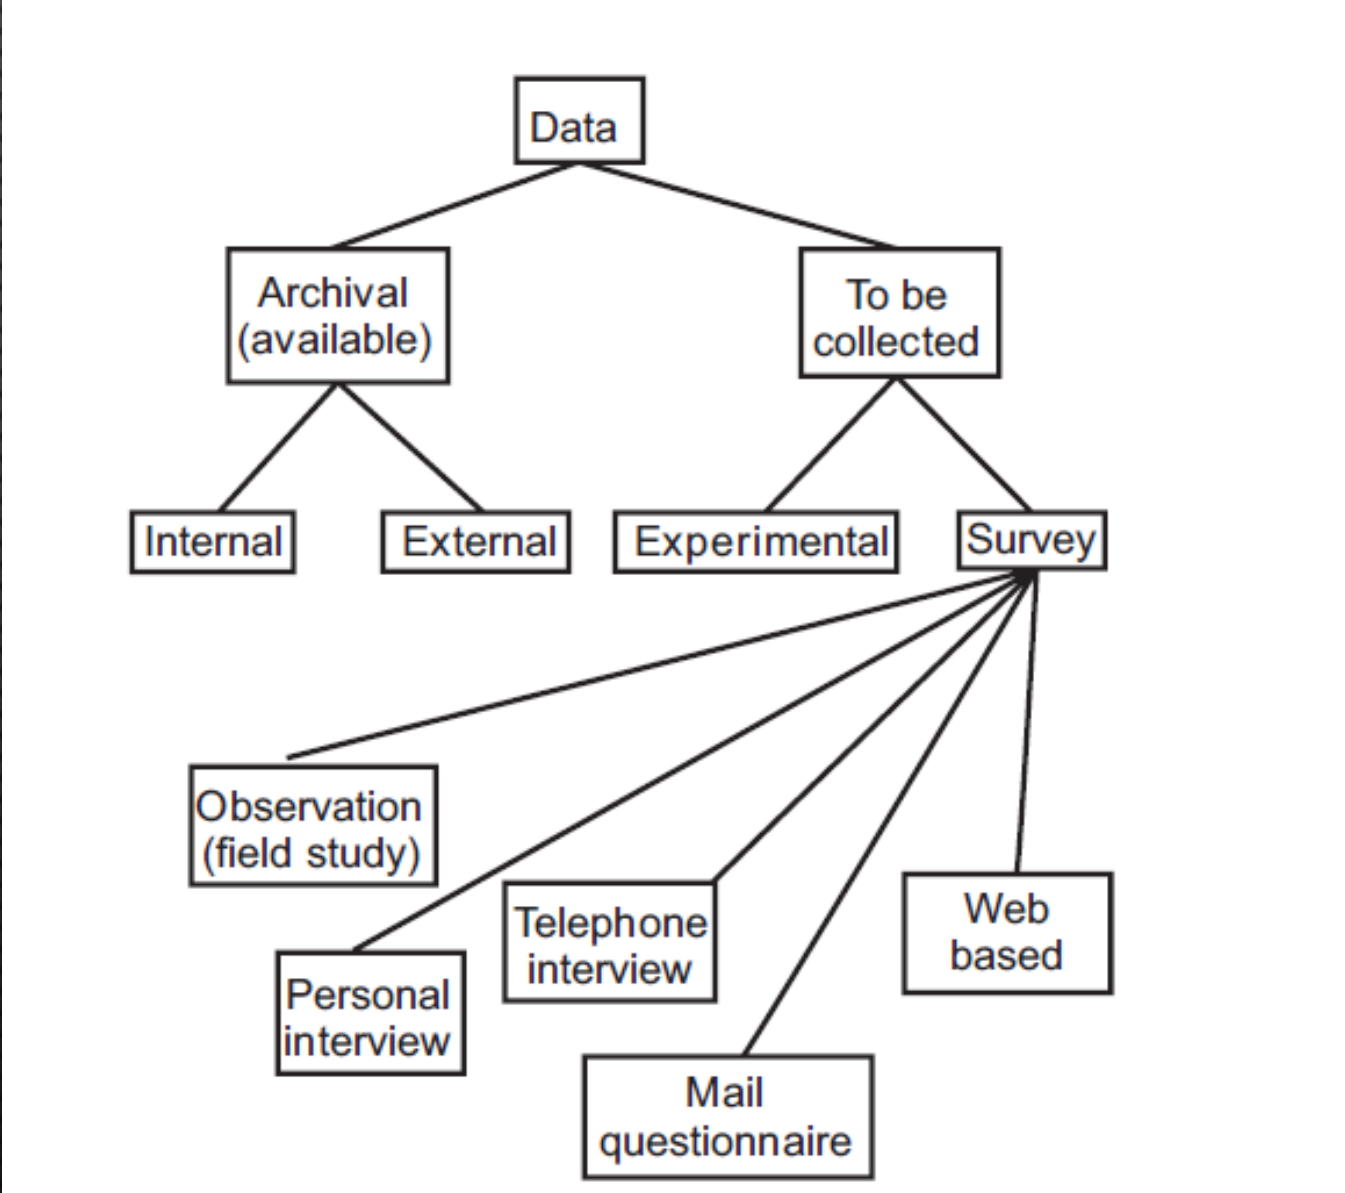 Data
Archival
(available)
To be
collected
Internal
External
Experimental
Survey
Observation
(field study)
Personal
interview
Telephone
interview
Mail
questionnaire
Web
based